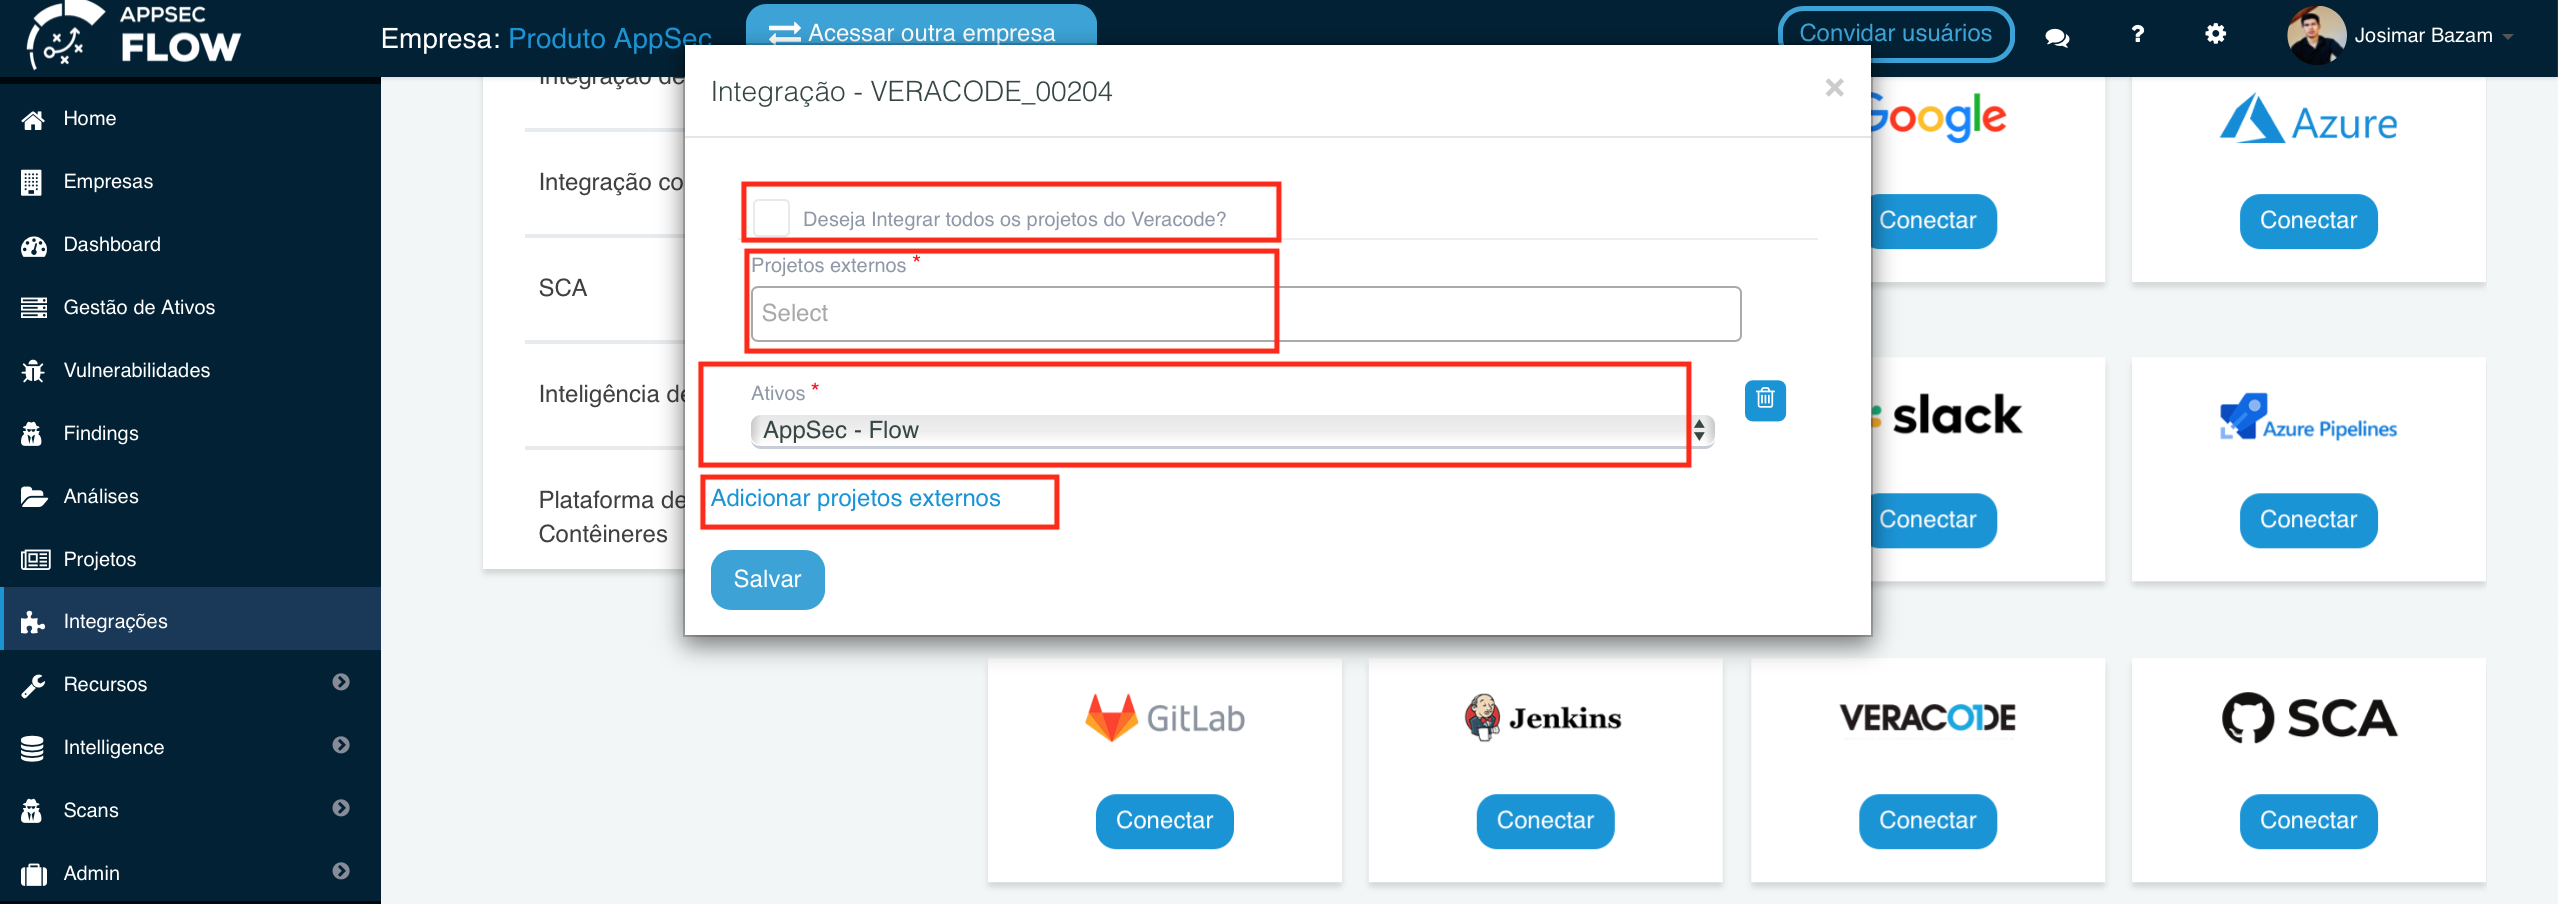 APPSEC
FLOW
Empresa: Produto AppSec
Acessar outra empresa
Convidar usuários
?
Josimar Bazam
Home
Empresas
Dashboard
Gestão de Ativos
Vulnerabilidades
Findings
Análises
Projetos
Integrações
Recursos
Intelligence
Scans
Admin
Integração de
Integração co
SCA
Inteligência de
Plataforma de
Contêineres
Integração - VERACODE_00204
×
Deseja Integrar todos os projetos do Veracode?
Projetos externos *
Select
Ativos *
AppSec - Flow
Adicionar projetos externos
Salvar
Google
Conectar
Azure
Conectar
slack
Conectar
Azure Pipelines
Conectar
GitLab
Conectar
Jenkins
Conectar
VERACODE
Conectar
SCA
Conectar